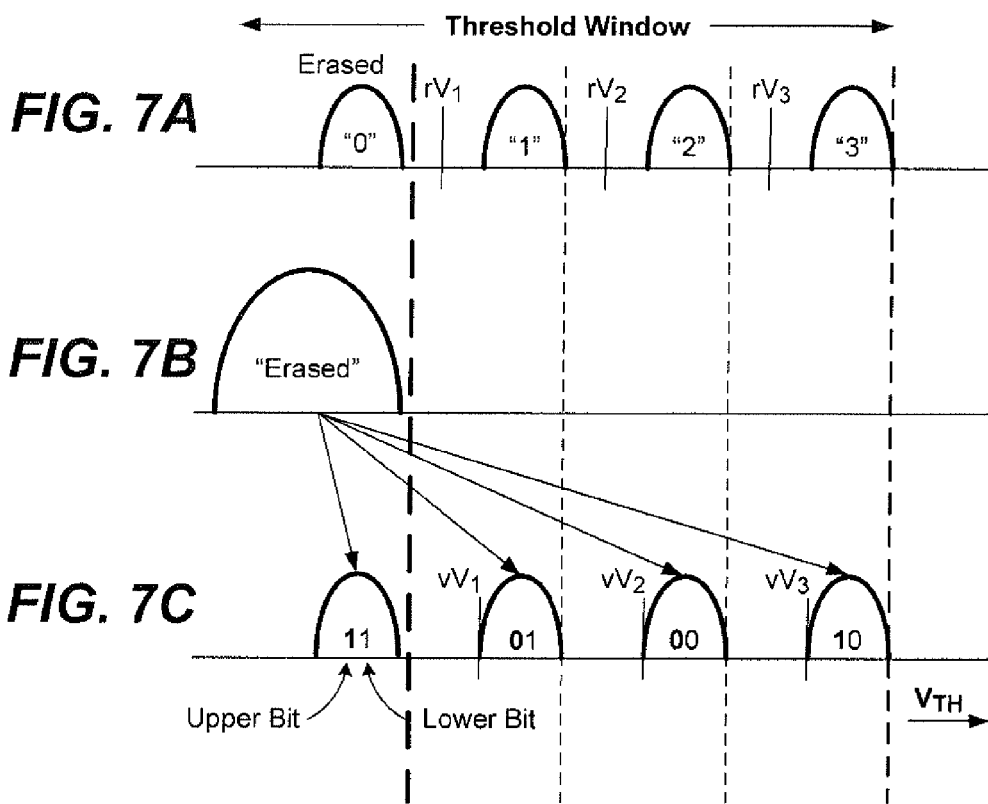 Threshold Window
Erased
FIG. 7A
rV1
rV2
rV3
"0"
"1"
"2"
"3"
FIG. 7B
"Erased"
FIG. 7C
vV1
vV2
vV3
11
01
00
10
Upper Bit
Lower Bit
VTH